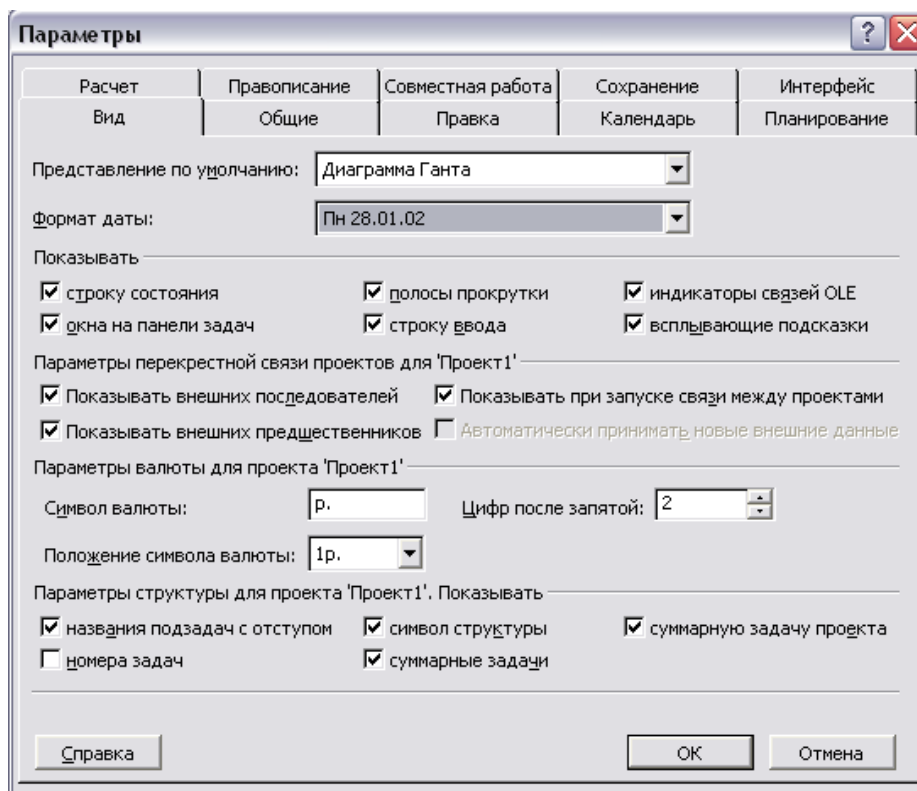 Параметры
Расчет Правописание Совместная работа Сохранение Интерфейс
Вид Общие Правка Календарь Планирование
Представление по умолчанию: Диаграмма Ганта
Формат даты: Пн 28.01.02
Показывать
строку состояния полосы прокрутки индикаторы связей OLE
окна на панели задач строку ввода всплывающие подсказки
Параметры перекрестной связи проектов для 'Проект1'
Показывать внешних последователей Показывать при запуске связи между проектами
Показывать внешних предшественников Автоматически принимать новые внешние данные
Параметры валюты для проекта 'Проект1'
Символ валюты: р. Цифр после запятой: 2
Положение символа валюты: 1р.
Параметры структуры для проекта 'Проект1'. Показывать
названия подзадач с отступом символ структуры суммарную задачу проекта
номера задач суммарные задачи
Справка ОК Отмена